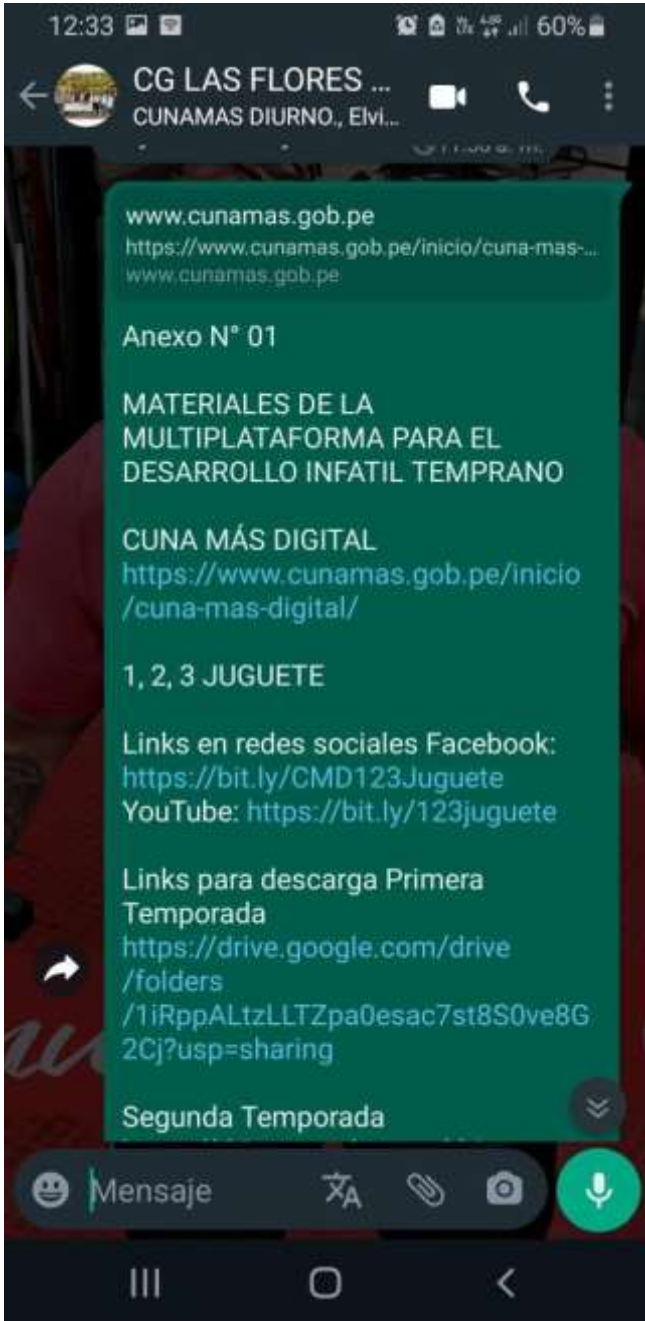 12:33 60%
CG LAS FLORES ...
CUNAMAS DIURNO., Elvi...
www.cunamas.gob.pe
https://www.cunamas.gob.pe/inicio/cuna-mas-...
www.cunamas.gob.pe
Anexo N° 01
MATERIALES DE LA
MULTIPLATAFORMA PARA EL
DESARROLLO INFATIL TEMPRANO
CUNA MÁS DIGITAL
https://www.cunamas.gob.pe/inicio
/cuna-mas-digital/
1, 2, 3 JUGUETE
Links en redes sociales Facebook:
https://bit.ly/CMD123Juguete
YouTube: https://bit.ly/123juguete
Links para descarga Primera
Temporada
https://drive.google.com/drive
/folders
/1iRppALtzLLTZpa0esac7st8S0ve8G
2Cj?usp=sharing
Segunda Temporada
Mensaje